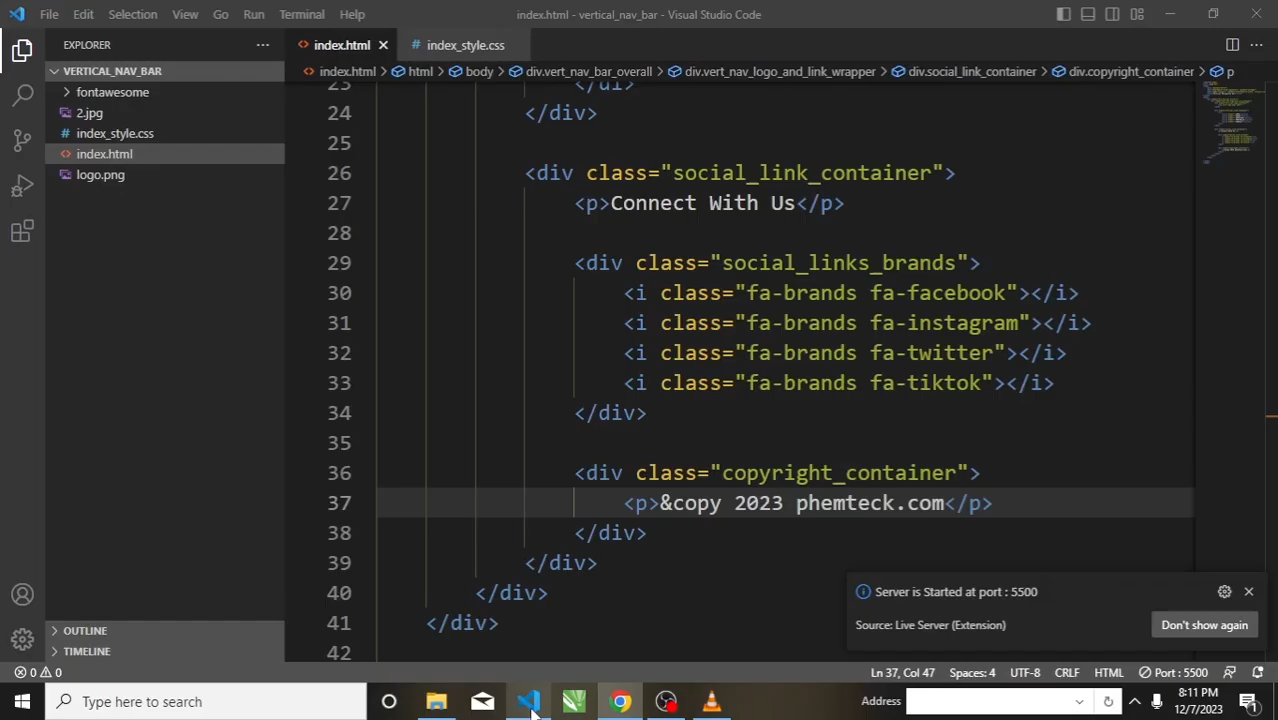 File Edit Selection View Go Run Terminal Help index.html - vertical_nav_bar - Visual Studio Code
EXPLORER
VERTICAL_NAV_BAR
fontawesome
2.jpg
# index_style.css
<> index.html
logo.png
OUTLINE
TIMELINE
<> index.html # index_style.css
<> index.html > html > body > div.vert_nav_bar_overall > div.vert_nav_logo_and_link_wrapper > div.social_link_container > div.copyright_container > p
23 </ul>
24 </div>
25
26 <div class="social_link_container">
27 <p>Connect With Us</p>
28
29 <div class="social_links_brands">
30 <i class="fa-brands fa-facebook"></i>
31 <i class="fa-brands fa-instagram"></i>
32 <i class="fa-brands fa-twitter"></i>
33 <i class="fa-brands fa-tiktok"></i>
34 </div>
35
36 <div class="copyright_container">
37 <p>&copy 2023 phemteck.com</p>
38 </div>
39 </div>
40 </div>
41 </div>
42
Server is Started at port : 5500
Source: Live Server (Extension) Don't show again
0 0 Ln 37, Col 47 Spaces: 4 UTF-8 CRLF HTML Port : 5500
Type here to search Address 8:11 PM
12/7/2023 1